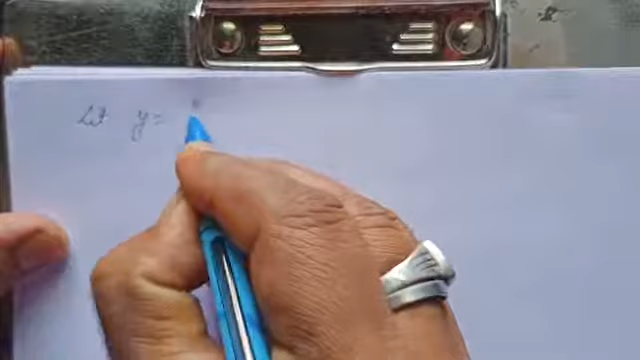 Let y =